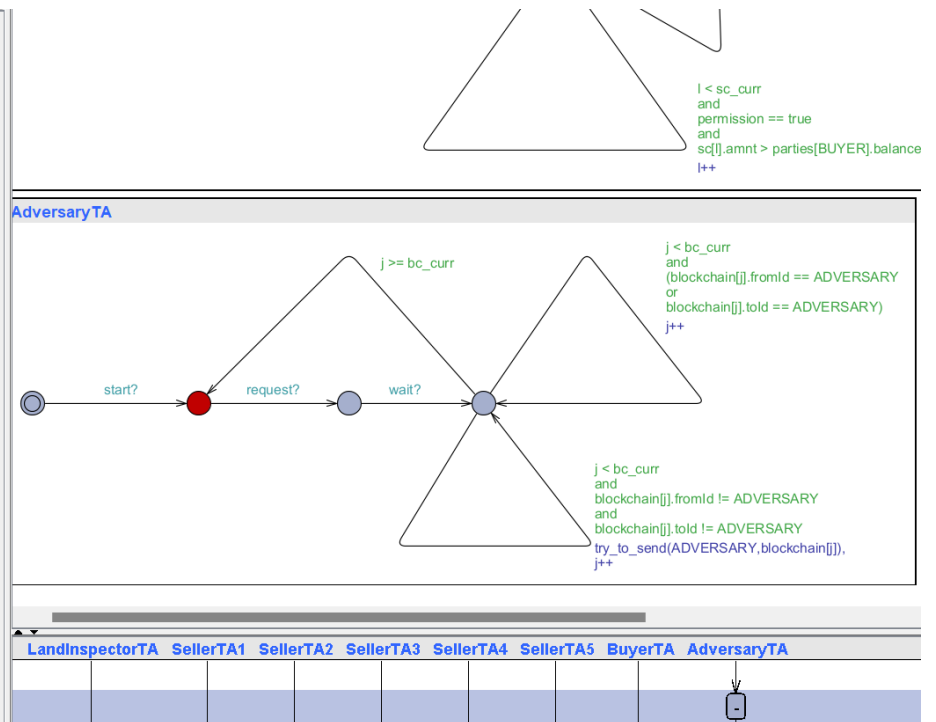 l < sc_curr
and
permission == true
and
sc[l].amnt > parties[BUYER].balance
l++
AdversaryTA
j >= bc_curr
j < bc_curr
and
(blockchain[j].fromId == ADVERSARY
or
blockchain[j].toId == ADVERSARY)
j++
start?
request?
wait?
j < bc_curr
and
blockchain[j].fromId != ADVERSARY
and
blockchain[j].toId != ADVERSARY
try_to_send(ADVERSARY,blockchain[j]),
j++
LandInspectorTA SellerTA1 SellerTA2 SellerTA3 SellerTA4 SellerTA5 BuyerTA AdversaryTA
-